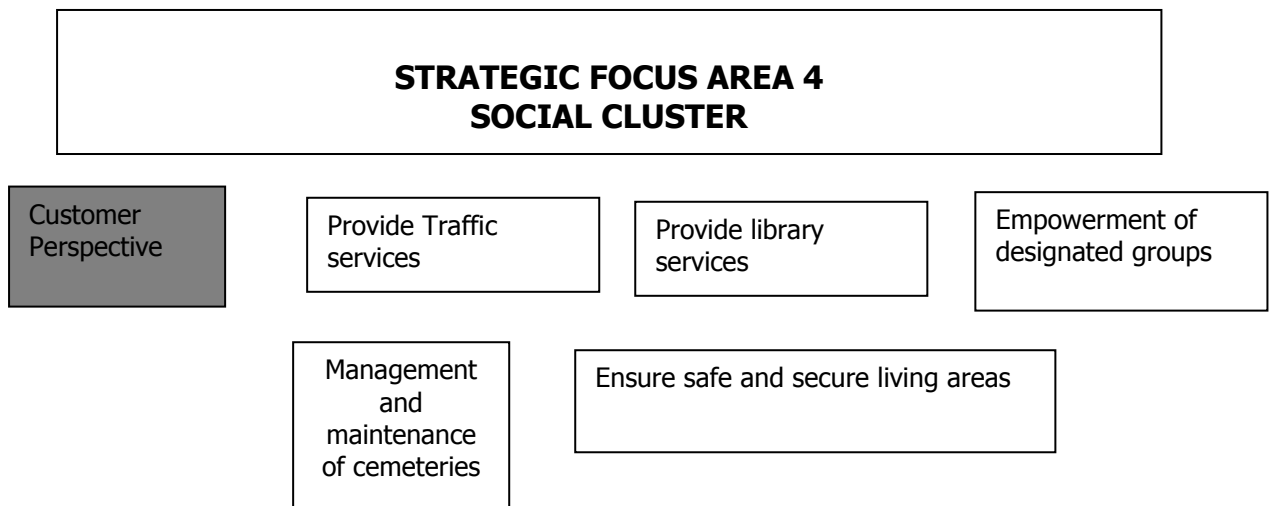 STRATEGIC FOCUS AREA 4
SOCIAL CLUSTER
Customer
Perspective
Provide Traffic
services
Provide library
services
Empowerment of
designated groups
Management
and
maintenance
of cemeteries
Ensure safe and secure living areas